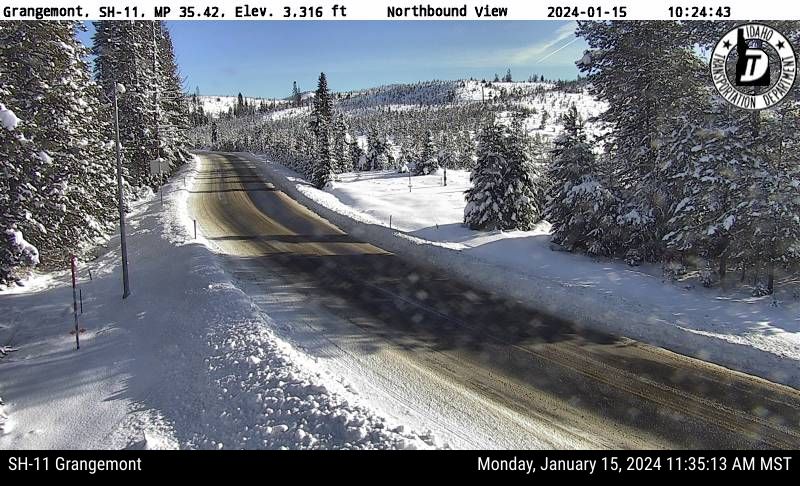 Grangemont, SH-11, MP 35.42, Elev. 3,316 ft Northbound View 2024-01-15 10:24:43
IDAHO
TRANSPORTATION DEPARTMENT
SH-11 Grangemont Monday, January 15, 2024 11:35:13 AM MST